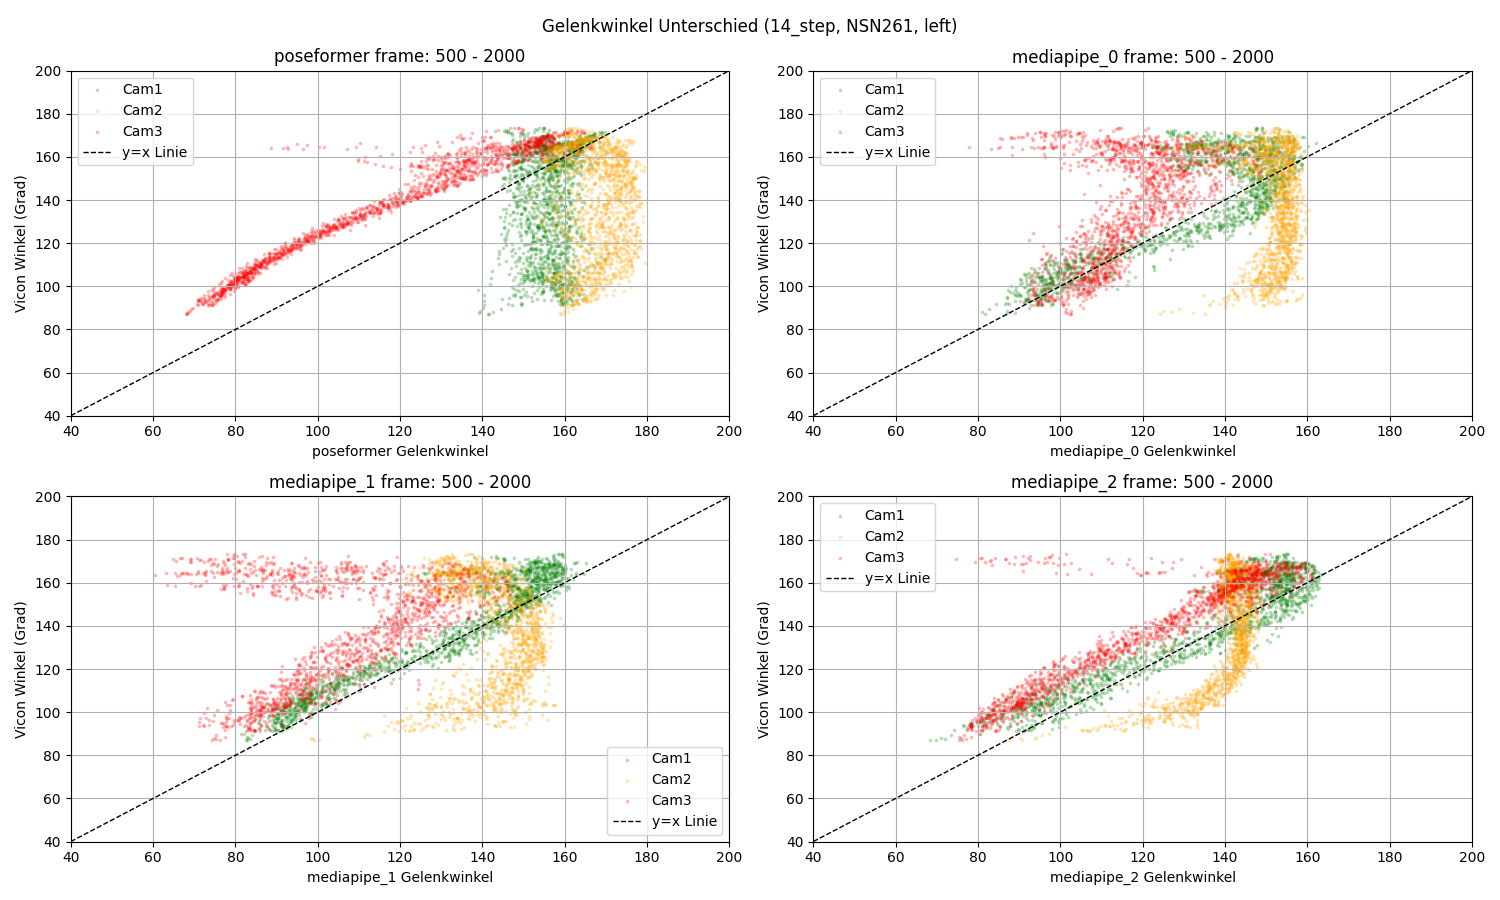 Gelenkwinkel Unterschied (14_step, NSN261, left)
poseformer frame: 500 - 2000
200
180
160
140
120
100
80
60
40
Vicon Winkel (Grad)
Cam1
Cam2
Cam3
y=x Linie
40 60 80 100 120 140 160 180 200
poseformer Gelenkwinkel
mediapipe_0 frame: 500 - 2000
200
180
160
140
120
100
80
60
40
Vicon Winkel (Grad)
Cam1
Cam2
Cam3
y=x Linie
40 60 80 100 120 140 160 180 200
mediapipe_0 Gelenkwinkel
mediapipe_1 frame: 500 - 2000
200
180
160
140
120
100
80
60
40
Vicon Winkel (Grad)
Cam1
Cam2
Cam3
y=x Linie
40 60 80 100 120 140 160 180 200
mediapipe_1 Gelenkwinkel
mediapipe_2 frame: 500 - 2000
200
180
160
140
120
100
80
60
40
Vicon Winkel (Grad)
Cam1
Cam2
Cam3
y=x Linie
40 60 80 100 120 140 160 180 200
mediapipe_2 Gelenkwinkel